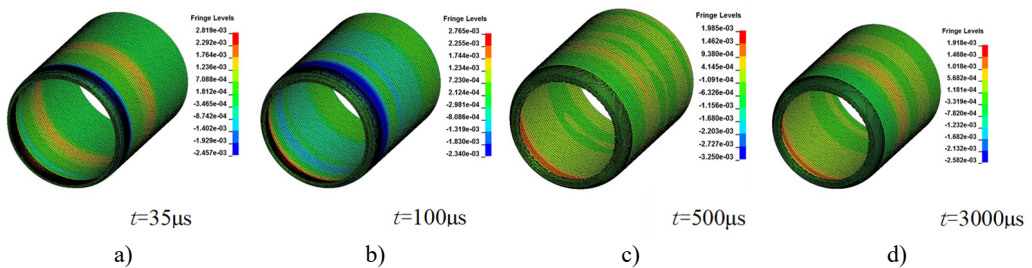 Fringe Levels
2.819e-03
2.292e-03
1.764e-03
1.236e-03
7.088e-04
1.812e-04
-3.465e-04
-8.742e-04
-1.402e-03
-1.929e-03
-2.457e-03
t=35μs
a)
Fringe Levels
2.765e-03
2.255e-03
1.744e-03
1.234e-03
7.230e-04
2.124e-04
-2.981e-04
-8.086e-04
-1.319e-03
-1.830e-03
-2.340e-03
t=100μs
b)
Fringe Levels
1.985e-03
1.462e-03
9.380e-04
4.145e-04
-1.091e-04
-6.326e-04
-1.156e-03
-1.680e-03
-2.203e-03
-2.727e-03
-3.250e-03
t=500μs
c)
Fringe Levels
1.918e-03
1.468e-03
1.018e-03
5.682e-04
1.181e-04
-3.319e-04
-7.820e-04
-1.232e-03
-1.682e-03
-2.132e-03
-2.582e-03
t=3000μs
d)